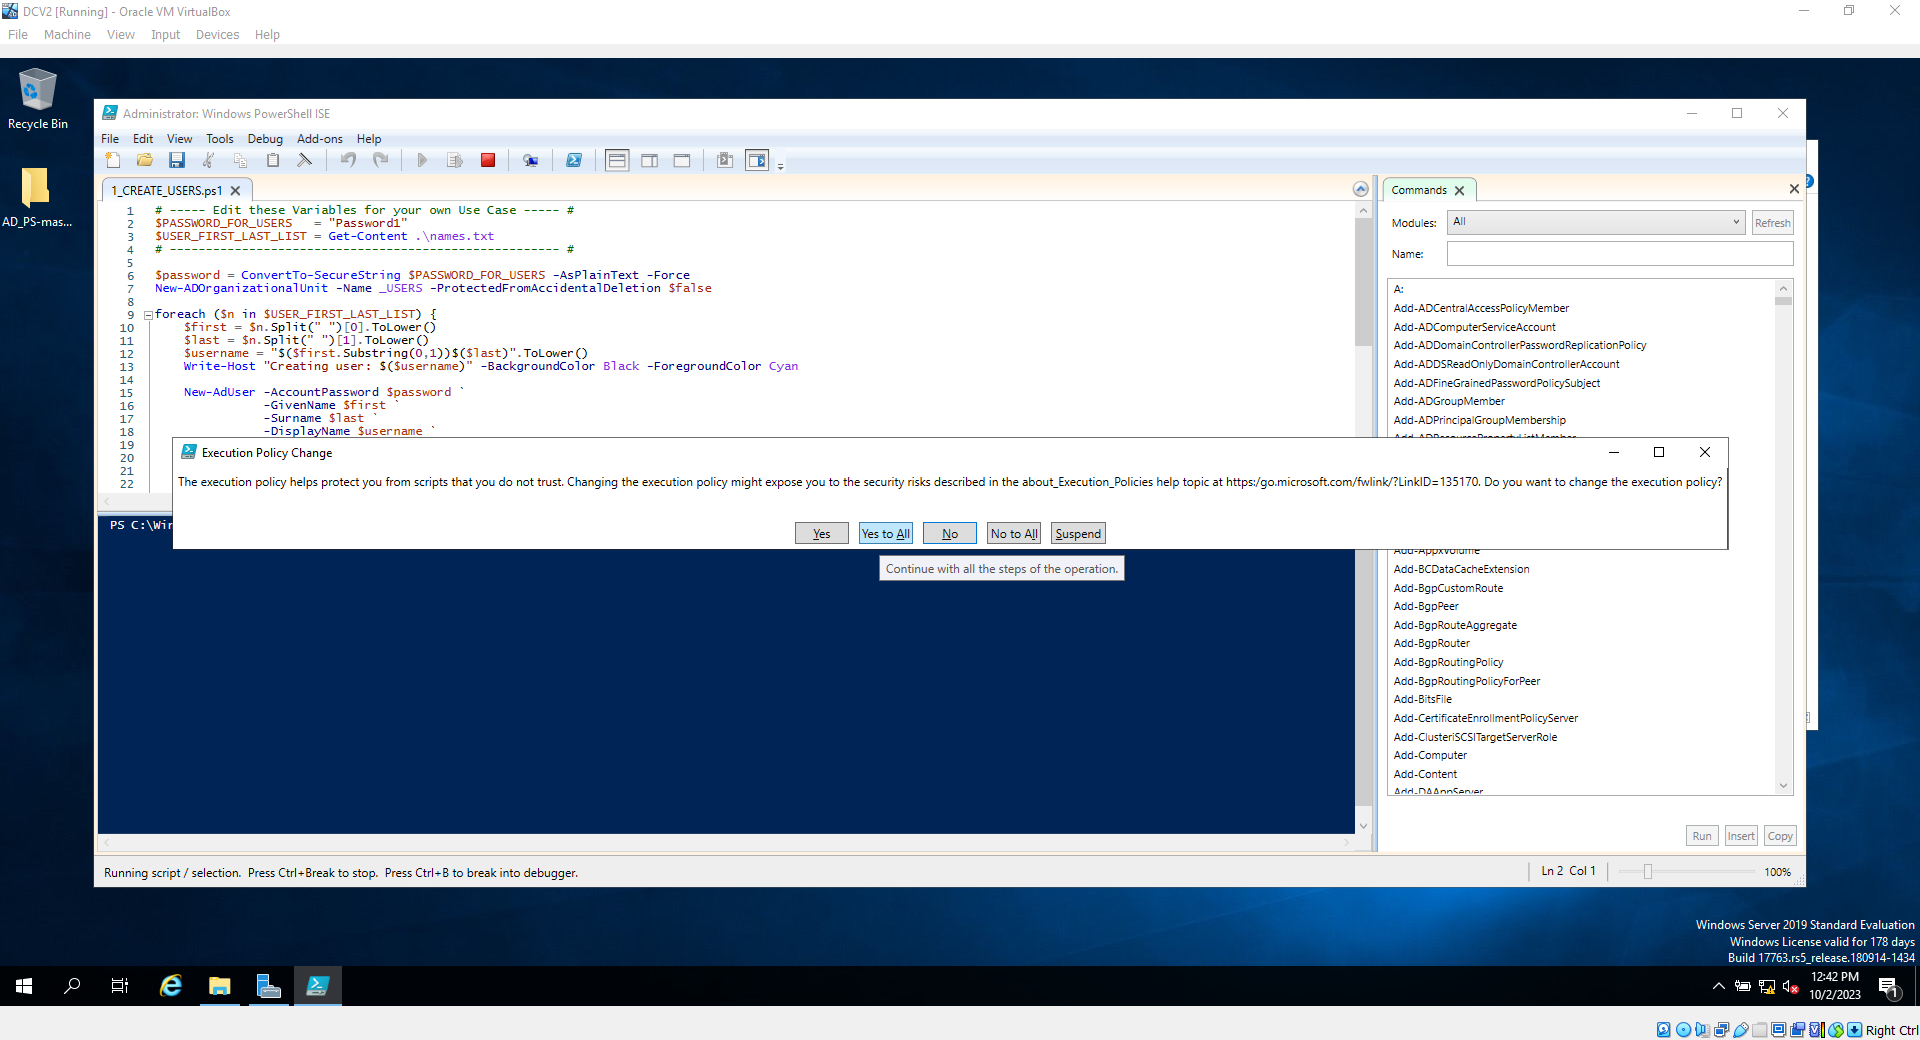 DCV2 [Running] - Oracle VM VirtualBox
File Machine View Input Devices Help
Recycle Bin
AD_PS-mas...
Administrator: Windows PowerShell ISE
File Edit View Tools Debug Add-ons Help
1_CREATE_USERS.ps1
1 # ----- Edit these Variables for your own Use Case ----- #
2 $PASSWORD_FOR_USERS = "Password1"
3 $USER_FIRST_LAST_LIST = Get-Content .\names.txt
4 # ------------------------------------------------------ #
5
6 $password = ConvertTo-SecureString $PASSWORD_FOR_USERS -AsPlainText -Force
7 New-ADOrganizationalUnit -Name _USERS -ProtectedFromAccidentalDeletion $false
8
9 foreach ($n in $USER_FIRST_LAST_LIST) {
10 $first = $n.Split(" ")[0].ToLower()
11 $last = $n.Split(" ")[1].ToLower()
12 $username = "$($first.Substring(0,1))$($last)".ToLower()
13 Write-Host "Creating user: $($username)" -BackgroundColor Black -ForegroundColor Cyan
14
15 New-AdUser -AccountPassword $password `
16 -GivenName $first `
17 -Surname $last `
18 -DisplayName $username `
19
20
21
22
Execution Policy Change
The execution policy helps protect you from scripts that you do not trust. Changing the execution policy might expose you to the security risks described in the about_Execution_Policies help topic at https:/go.microsoft.com/fwlink/?LinkID=135170. Do you want to change the execution policy?
Yes Yes to All No No to All Suspend
Continue with all the steps of the operation.
PS C:\Win
Commands
Modules: All Refresh
Name:
A:
Add-ADCentralAccessPolicyMember
Add-ADComputerServiceAccount
Add-ADDomainControllerPasswordReplicationPolicy
Add-ADDSReadOnlyDomainControllerAccount
Add-ADFineGrainedPasswordPolicySubject
Add-ADGroupMember
Add-ADPrincipalGroupMembership
Add-ADResourcePropertyListMember
Add-AppxVolume
Add-BCDataCacheExtension
Add-BgpCustomRoute
Add-BgpPeer
Add-BgpRouteAggregate
Add-BgpRouter
Add-BgpRoutingPolicy
Add-BgpRoutingPolicyForPeer
Add-BitsFile
Add-CertificateEnrollmentPolicyServer
Add-ClusteriSCSITargetServerRole
Add-Computer
Add-Content
Add-DAAppServer
Run Insert Copy
Running script / selection. Press Ctrl+Break to stop. Press Ctrl+B to break into debugger.
Ln 2 Col 1
100%
Windows Server 2019 Standard Evaluation
Windows License valid for 178 days
Build 17763.rs5_release.180914-1434
12:42 PM
10/2/2023
1
Right Ctrl